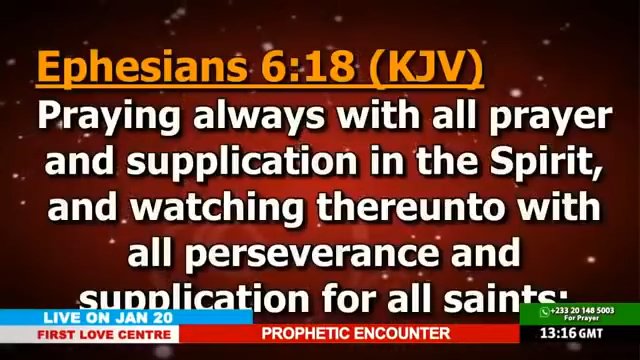 Ephesians 6:18 (KJV)
Praying always with all prayer
and supplication in the Spirit,
and watching thereunto with
all perseverance and
supplication for all saints;
LIVE ON JAN 20
FIRST LOVE CENTRE
PROPHETIC ENCOUNTER
+233 20 148 5003
For Prayer
13:16 GMT